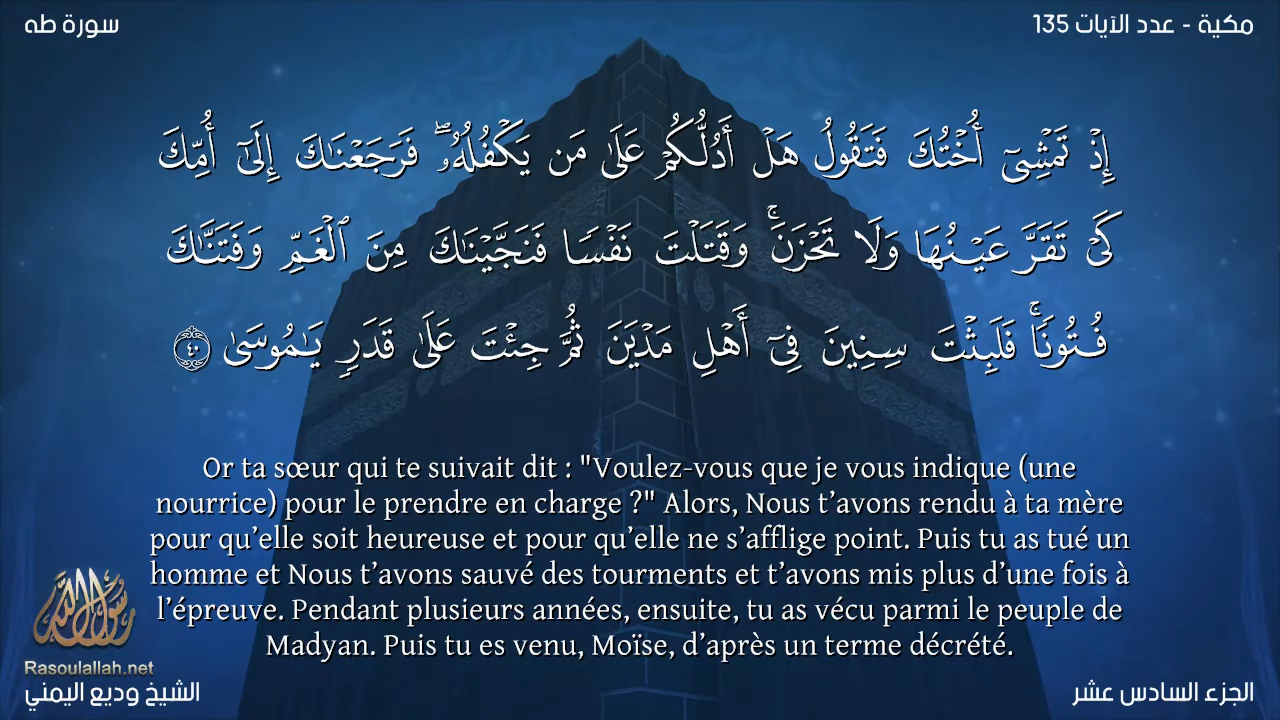 سورة طه
مكية - عدد الآيات 135
إِذْ تَمْشِىٓ أُخْتُكَ فَتَقُولُ هَلْ أَدُلُّكُمْ عَلَىٰ مَن يَكْفُلُهُۥ ۖ فَرَجَعْنَـٰكَ إِلَىٰٓ أُمِّكَ
كَىْ تَقَرَّ عَيْنُهَا وَلَا تَحْزَنَ ۚ وَقَتَلْتَ نَفْسًا فَنَجَّيْنَـٰكَ مِنَ ٱلْغَمِّ وَفَتَنَّـٰكَ
فُتُونًا ۚ فَلَبِثْتَ سِنِينَ فِىٓ أَهْلِ مَدْيَنَ ثُمَّ جِئْتَ عَلَىٰ قَدَرٍ يَـٰمُوسَىٰ ٤٠
Or ta sœur qui te suivait dit : "Voulez-vous que je vous indique (une
nourrice) pour le prendre en charge ?" Alors, Nous t’avons rendu à ta mère
pour qu’elle soit heureuse et pour qu’elle ne s’afflige point. Puis tu as tué un
homme et Nous t’avons sauvé des tourments et t’avons mis plus d’une fois à
l’épreuve. Pendant plusieurs années, ensuite, tu as vécu parmi le peuple de
Madyan. Puis tu es venu, Moïse, d’après un terme décrété.
رسول الله
Rasoulallah.net
الشيخ وديع اليمني
الجزء السادس عشر